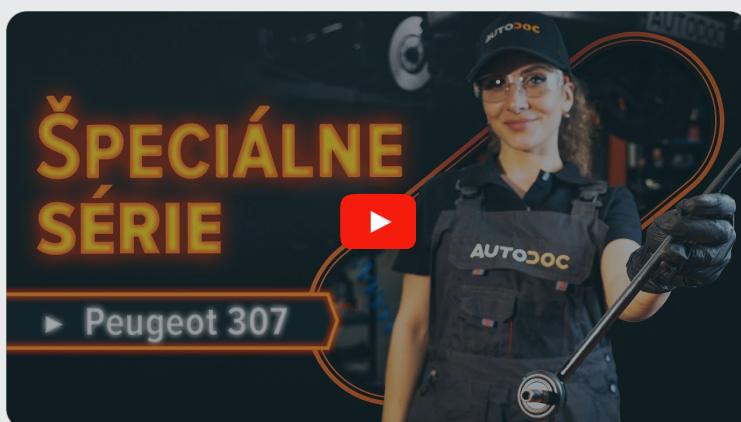 AUTODOC
AUTODOC
ŠPECIÁLNE
SÉRIE
AUTODOC
► Peugeot 307